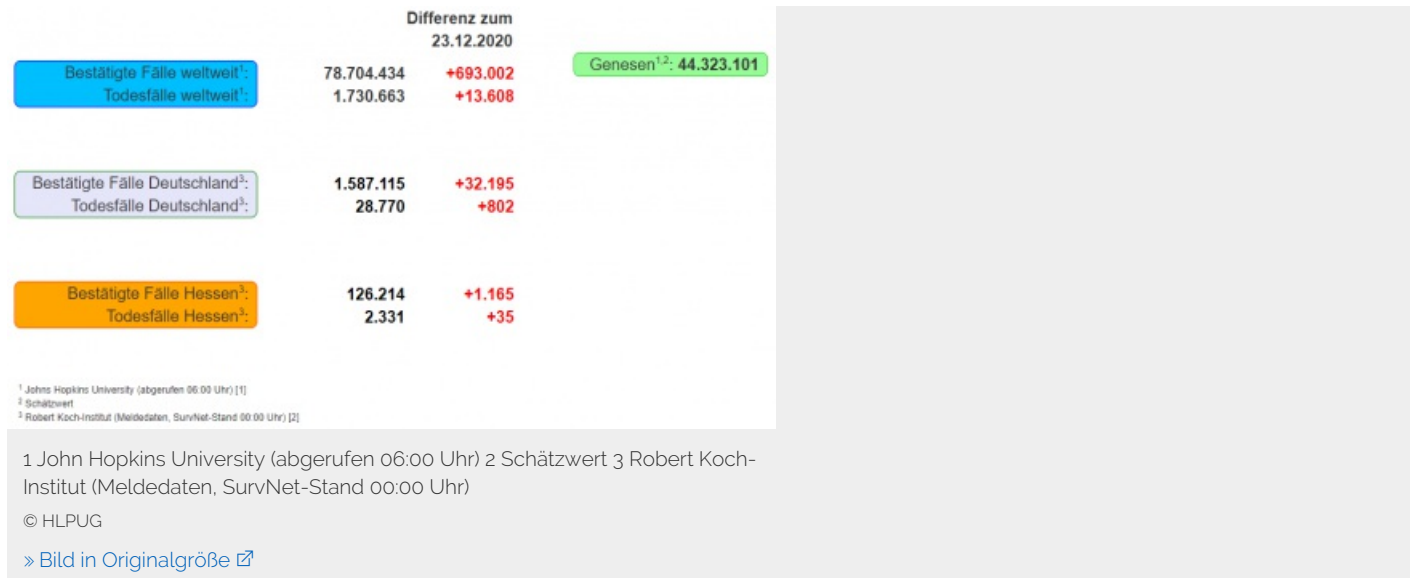 Differenz zum
23.12.2020
Bestätigte Fälle weltweit¹: 78.704.434 +693.002 Genesen¹˒²: 44.323.101
Todesfälle weltweit¹: 1.730.663 +13.608
Bestätigte Fälle Deutschland³: 1.587.115 +32.195
Todesfälle Deutschland³: 28.770 +802
Bestätigte Fälle Hessen³: 126.214 +1.165
Todesfälle Hessen³: 2.331 +35
¹ Johns Hopkins University (abgerufen 06:00 Uhr) [1]
² Schätzwert
³ Robert Koch-Institut (Meldedaten, SurvNet-Stand 00:00 Uhr) [2]
1 John Hopkins University (abgerufen 06:00 Uhr) 2 Schätzwert 3 Robert Koch-
Institut (Meldedaten, SurvNet-Stand 00:00 Uhr)
© HLPUG
» Bild in Originalgröße